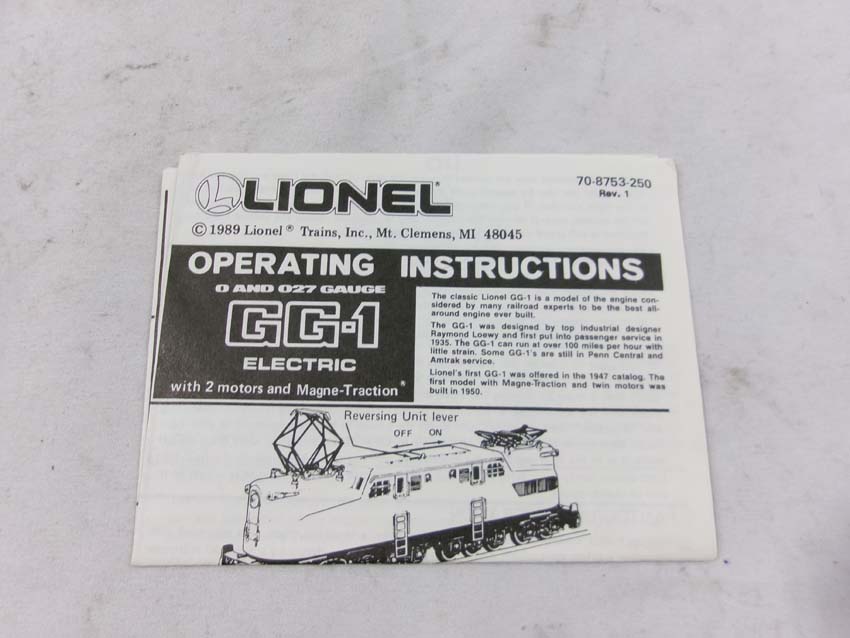 LIONEL®
70-8753-250
Rev. 1
© 1989 Lionel® Trains, Inc., Mt. Clemens, MI 48045
OPERATING INSTRUCTIONS
O AND O27 GAUGE
GG-1
ELECTRIC
with 2 motors and Magne-Traction®
The classic Lionel GG-1 is a model of the engine con-
sidered by many railroad experts to be the best all-
around engine ever built.
The GG-1 was designed by top industrial designer
Raymond Loewy and first put into passenger service in
1935. The GG-1 can run at over 100 miles per hour with
little strain. Some GG-1's are still in Penn Central and
Amtrak service.
Lionel's first GG-1 was offered in the 1947 catalog. The
first model with Magne-Traction and twin motors was
built in 1950.
Reversing Unit lever
OFF ON